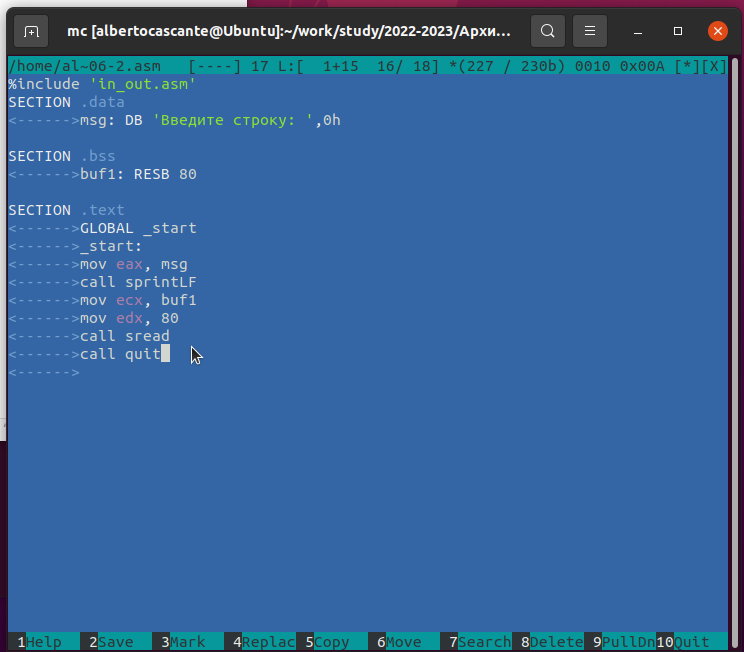 mc [albertocascante@Ubuntu]:~/work/study/2022-2023/Архи...
/home/al~06-2.asm   [----] 17 L:[  1+15  16/ 18] *(227 / 230b) 0010 0x00A [*][X]
%include 'in_out.asm'
SECTION .data
<------>msg: DB 'Введите строку: ',0h
SECTION .bss
<------>buf1: RESB 80
SECTION .text
<------>GLOBAL _start
<------>_start:
<------>mov eax, msg
<------>call sprintLF
<------>mov ecx, buf1
<------>mov edx, 80
<------>call sread
<------>call quit
<------>
1Help   2Save   3Mark   4Replac 5Copy   6Move   7Search 8Delete 9PullDn 10Quit